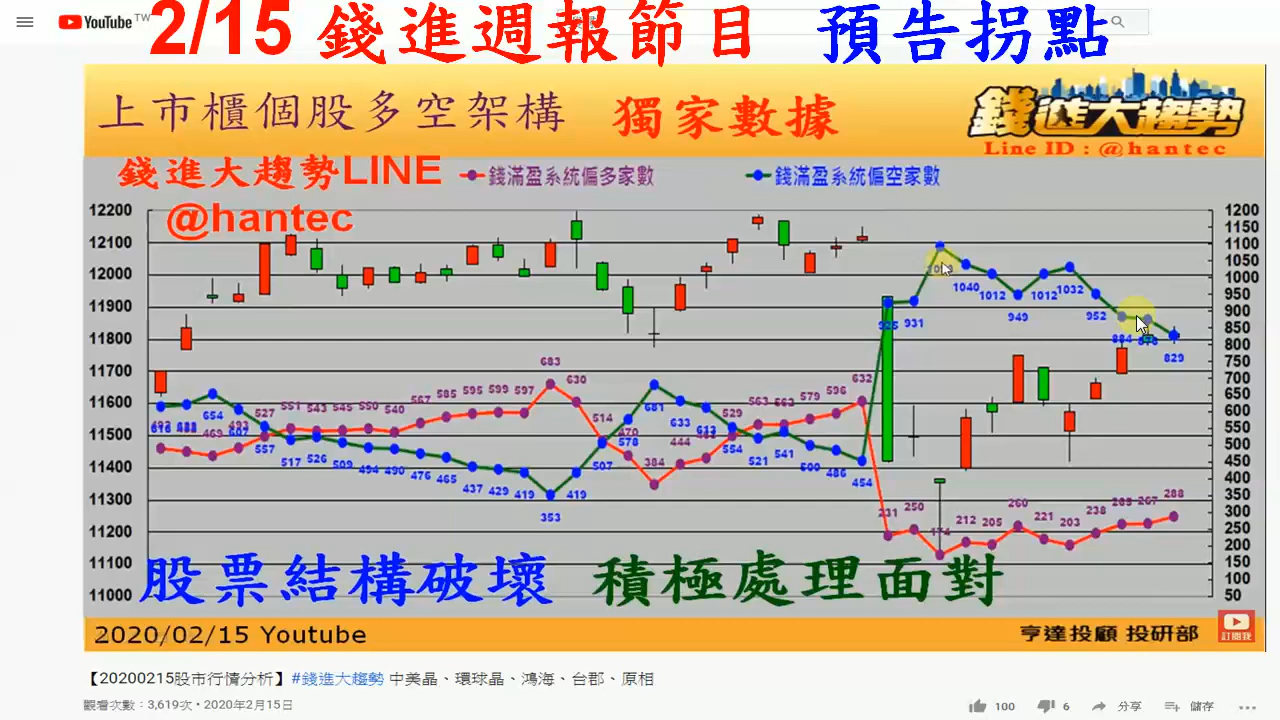 YouTube TW
2/15 錢進週報節目 預告拐點
上市櫃個股多空架構 獨家數據
錢進大趨勢
Line ID：@hantec
錢進大趨勢LINE
@hantec
錢滿盈系統偏多家數 錢滿盈系統偏空家數
12200 1200
1150
12100 1100
1050
12000 1000
950
11900 900
850
11800 800
750
11700 700
650
11600 600
550
11500 500
450
11400 400
350
11300 300
250
11200 200
150
11100 100
11000 50
654 557 517 526 509 494 490 476 465 437 429 419 353 419 507 578 681 633 613 554 521 541 500 486 454 925 931 1040 1012 949 1012 1032 952 884 829
469 527 551 543 545 550 540 567 585 595 599 597 683 630 514 470 384 444 529 563 579 596 632 231 250 174 212 205 260 221 203 238 267 288
股票結構破壞 積極處理面對
2020/02/15 Youtube
亨達投顧 投研部
訂閱我
【20200215股市行情分析】#錢進大趨勢 中美晶、環球晶、鴻海、台郡、原相
觀看次數：3,619次 • 2020年2月15日
100 6 分享 儲存